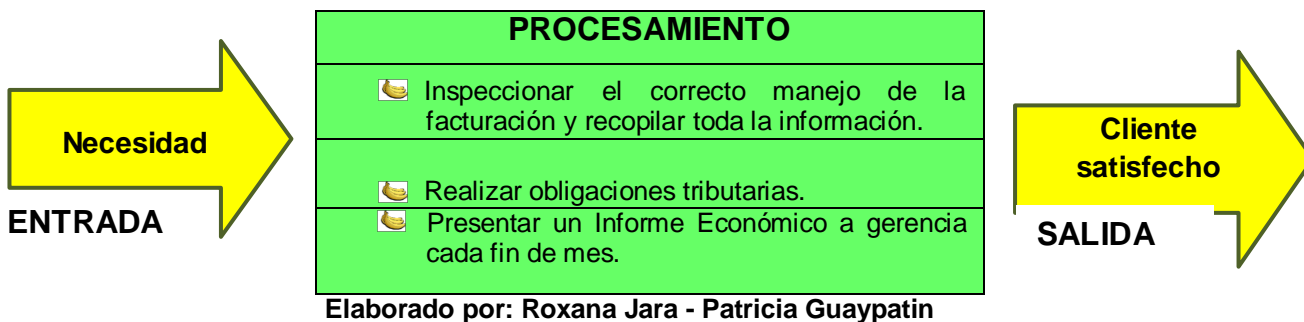 PROCESAMIENTO
Inspeccionar el correcto manejo de la
facturación y recopilar toda la información.
Necesidad
Cliente
satisfecho
Realizar obligaciones tributarias.
ENTRADA
Presentar un Informe Económico a gerencia
cada fin de mes.
SALIDA
Elaborado por: Roxana Jara - Patricia Guaypatin